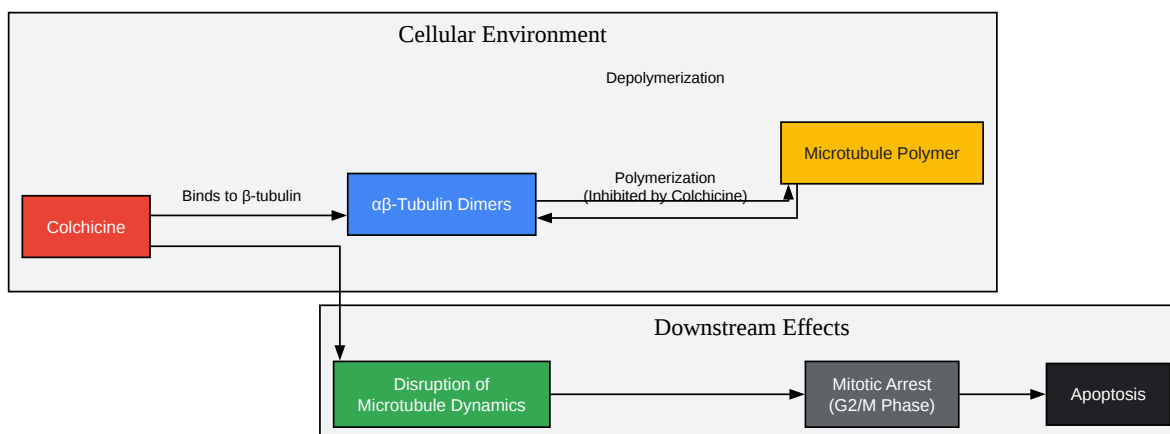 Cellular Environment
Depolymerization
Microtubule Polymer
Binds to β-tubulin
Polymerization
(Inhibited by Colchicine)
αβ-Tubulin Dimers
Colchicine
Downstream Effects
Disruption of
Microtubule Dynamics
Mitotic Arrest
(G2/M Phase)
Apoptosis